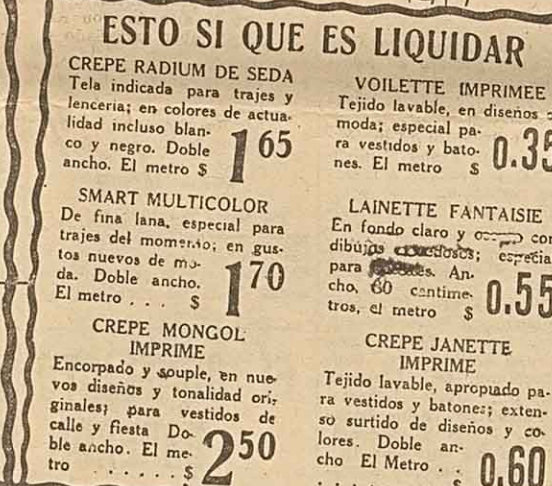 ESTO SI QUE ES LIQUIDAR
CREPE RADIUM DE SEDA
Tela indicada para trajes y
lencería; en colores de actua-
lidad incluso blan-
co y negro. Doble
ancho. El metro $ 1 65
SMART MULTICOLOR
De fina lana, especial para
trajes del momento; en gus-
tos nuevos de mo-
da. Doble ancho.
El metro . . . $ 1 70
CREPE MONGOL
IMPRIME
Encorpado y souple, en nue-
vos diseños y tonalidad ori-
ginales; para vestidos de
calle y fiesta Do-
ble ancho. El me-
tro . . . . . . $ 2 50
VOILETTE IMPRIMEE
Tejido lavable, en diseños
moda; especial pa-
ra vestidos y bato-
nes. El metro $ 0.35
LAINETTE FANTAISIE
En fondo claro y con
dibujos
para An-
cho, 60 centime-
tros, el metro $ 0.55
CREPE JANETTE
IMPRIME
Tejido lavable, apropiado pa-
ra vestidos y batones; exten-
so surtido de diseños y co-
lores. Doble an-
cho El Metro . .
. . . . . $ 0.60